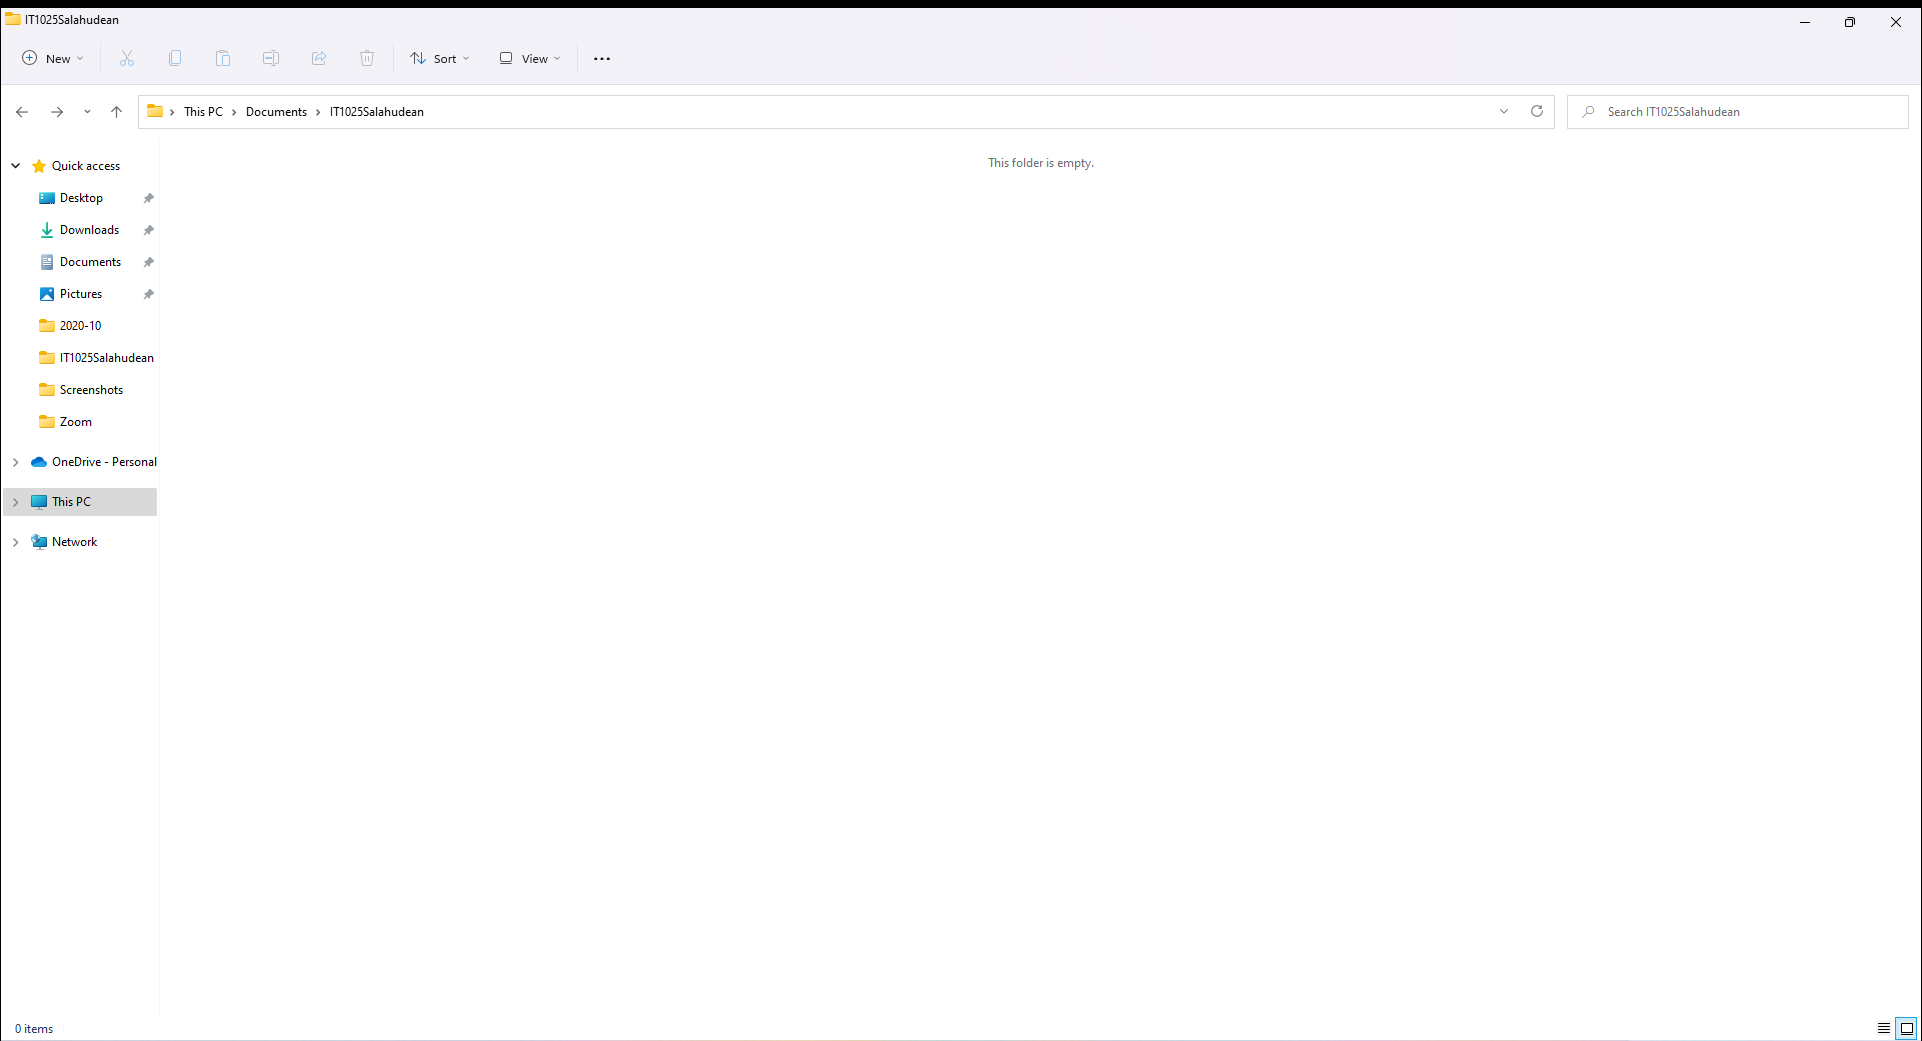 IT1025Salahudean
New Sort View
This PC Documents IT1025Salahudean Search IT1025Salahudean
Quick access
This folder is empty.
Desktop
Downloads
Documents
Pictures
2020-10
IT1025Salahudean
Screenshots
Zoom
OneDrive - Personal
This PC
Network
0 items